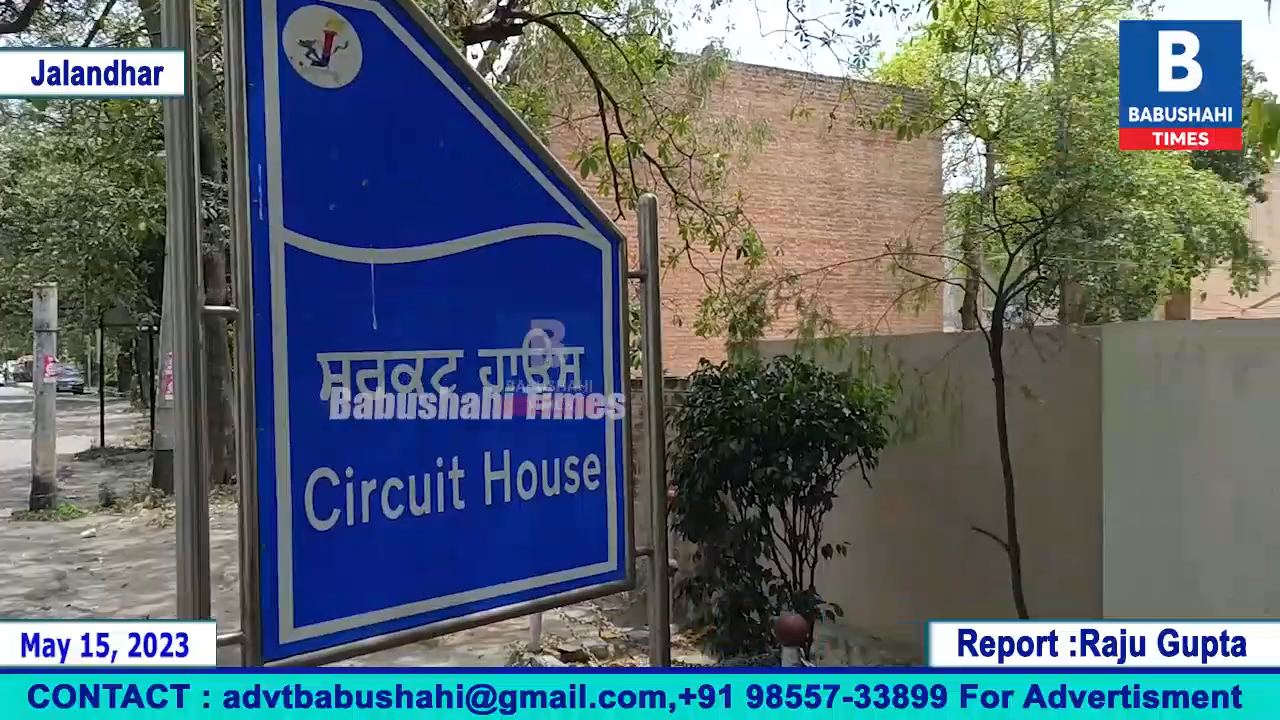 Jalandhar
B
BABUSHAHI
TIMES
ਸਰਕਟ ਹਾਊਸ
B
BABUSHAHI
Babushahi Times
Circuit House
May 15, 2023
Report :Raju Gupta
CONTACT : advtbabushahi@gmail.com,+91 98557-33899 For Advertisment